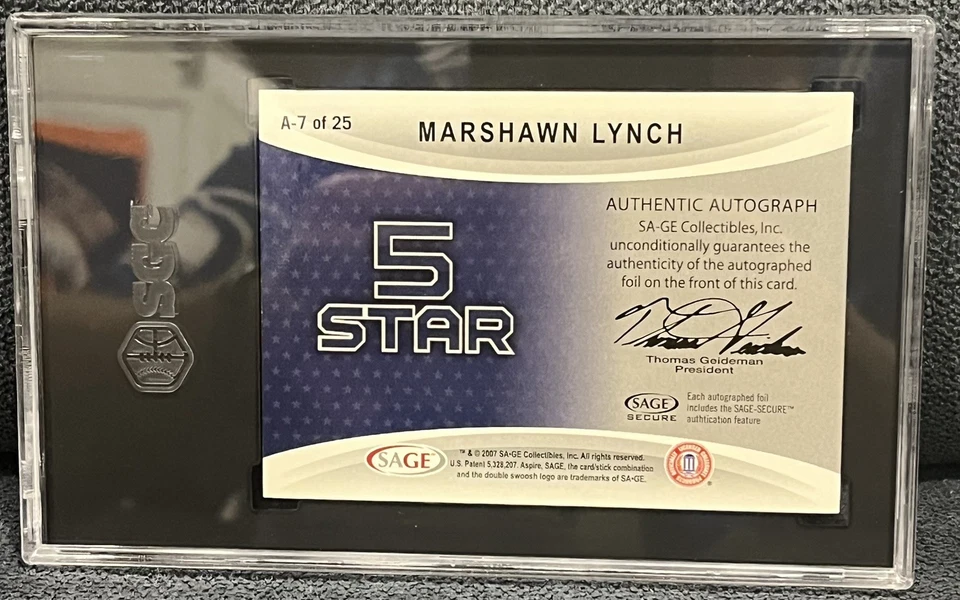 A-7 of 25
MARSHAWN LYNCH
5
STAR
AUTHENTIC AUTOGRAPH
SA-GE Collectibles, Inc.
unconditionally guarantees the
authenticity of the autographed
foil on the front of this card.
Thomas Geideman
President
SAGE
SECURE
Each autographed foil
includes the SAGE-SECURE™
authtication feature
SAGE
™ & © 2007 SA•GE Collectibles, Inc. All rights reserved.
U.S. Patent 5,328,207. Aspire, SAGE, the card/stick combination
and the double swoosh logo are trademarks of SA•GE.
SGC